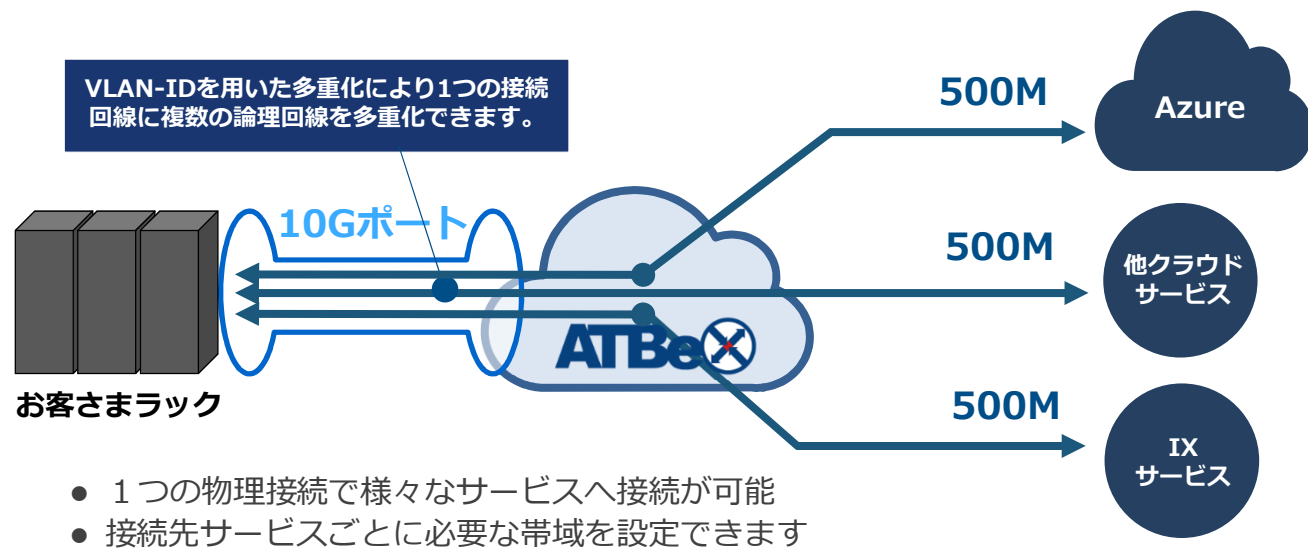 VLAN-IDを用いた多重化により1つの接続
回線に複数の論理回線を多重化できます。
500M
Azure
10Gポート
500M
他クラウド
サービス
ATBeX
お客さまラック
500M
IX
サービス
● １つの物理接続で様々なサービスへ接続が可能
● 接続先サービスごとに必要な帯域を設定できます